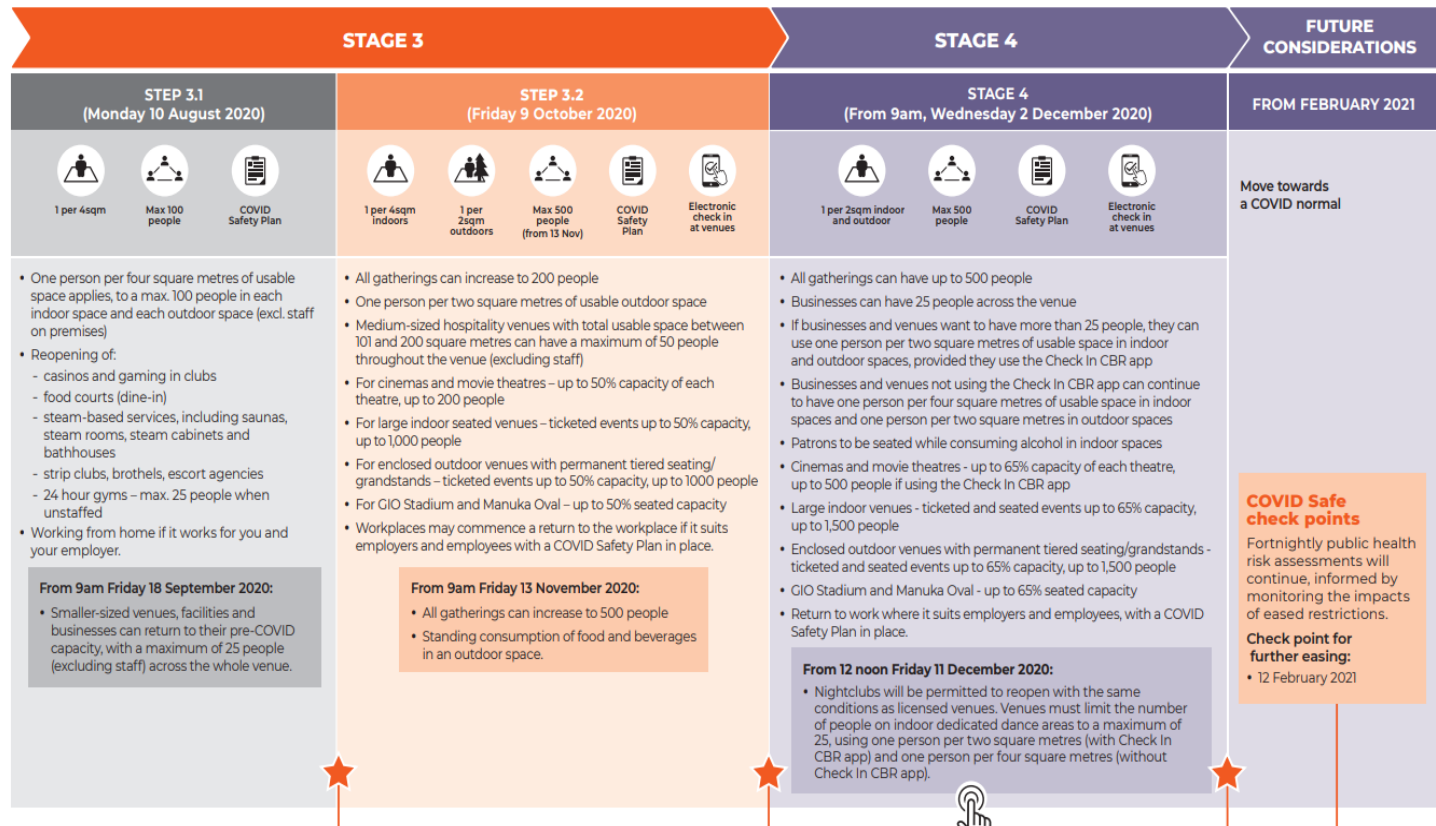 STAGE 3
STAGE 4
FUTURE
CONSIDERATIONS
STEP 3.1
(Monday 10 August 2020)
1 per 4sqm
Max 100
people
COVID
Safety Plan
• One person per four square metres of usable
space applies, to a max. 100 people in each
indoor space and each outdoor space (excl. staff
on premises)
• Reopening of:
- casinos and gaming in clubs
- food courts (dine-in)
- steam-based services, including saunas,
steam rooms, steam cabinets and
bathhouses
- strip clubs, brothels, escort agencies
- 24 hour gyms – max. 25 people when
unstaffed
• Working from home if it works for you and
your employer.
From 9am Friday 18 September 2020:
• Smaller-sized venues, facilities and
businesses can return to their pre-COVID
capacity, with a maximum of 25 people
(excluding staff) across the whole venue.
STEP 3.2
(Friday 9 October 2020)
1 per 4sqm
indoors
1 per
2sqm
outdoors
Max 500
people
(from 13 Nov)
COVID
Safety
Plan
Electronic
check in
at venues
• All gatherings can increase to 200 people
• One person per two square metres of usable outdoor space
• Medium-sized hospitality venues with total usable space between
101 and 200 square metres can have a maximum of 50 people
throughout the venue (excluding staff)
• For cinemas and movie theatres – up to 50% capacity of each
theatre, up to 200 people
• For large indoor seated venues – ticketed events up to 50% capacity,
up to 1,000 people
• For enclosed outdoor venues with permanent tiered seating/
grandstands – ticketed events up to 50% capacity, up to 1000 people
• For GIO Stadium and Manuka Oval – up to 50% seated capacity
• Workplaces may commence a return to the workplace if it suits
employers and employees with a COVID Safety Plan in place.
From 9am Friday 13 November 2020:
• All gatherings can increase to 500 people
• Standing consumption of food and beverages
in an outdoor space.
STAGE 4
(From 9am, Wednesday 2 December 2020)
1 per 2sqm indoor
and outdoor
Max 500
people
COVID
Safety Plan
Electronic
check in
at venues
• All gatherings can have up to 500 people
• Businesses can have 25 people across the venue
• If businesses and venues want to have more than 25 people, they can
use one person per two square metres of usable space in indoor
and outdoor spaces, provided they use the Check In CBR app
• Businesses and venues not using the Check In CBR app can continue
to have one person per four square metres of usable space in indoor
spaces and one person per two square metres in outdoor spaces
• Patrons to be seated while consuming alcohol in indoor spaces
• Cinemas and movie theatres - up to 65% capacity of each theatre,
up to 500 people if using the Check In CBR app
• Large indoor venues - ticketed and seated events up to 65% capacity,
up to 1,500 people
• Enclosed outdoor venues with permanent tiered seating/grandstands -
ticketed and seated events up to 65% capacity, up to 1,500 people
• GIO Stadium and Manuka Oval - up to 65% seated capacity
• Return to work where it suits employers and employees, with a COVID
Safety Plan in place.
From 12 noon Friday 11 December 2020:
• Nightclubs will be permitted to reopen with the same
conditions as licensed venues. Venues must limit the number
of people on indoor dedicated dance areas to a maximum of
25, using one person per two square metres (with Check In
CBR app) and one person per four square metres (without
Check In CBR app).
FROM FEBRUARY 2021
Move towards
a COVID normal
COVID Safe
check points
Fortnightly public health
risk assessments will
continue, informed by
monitoring the impacts
of eased restrictions.
Check point for
further easing:
• 12 February 2021